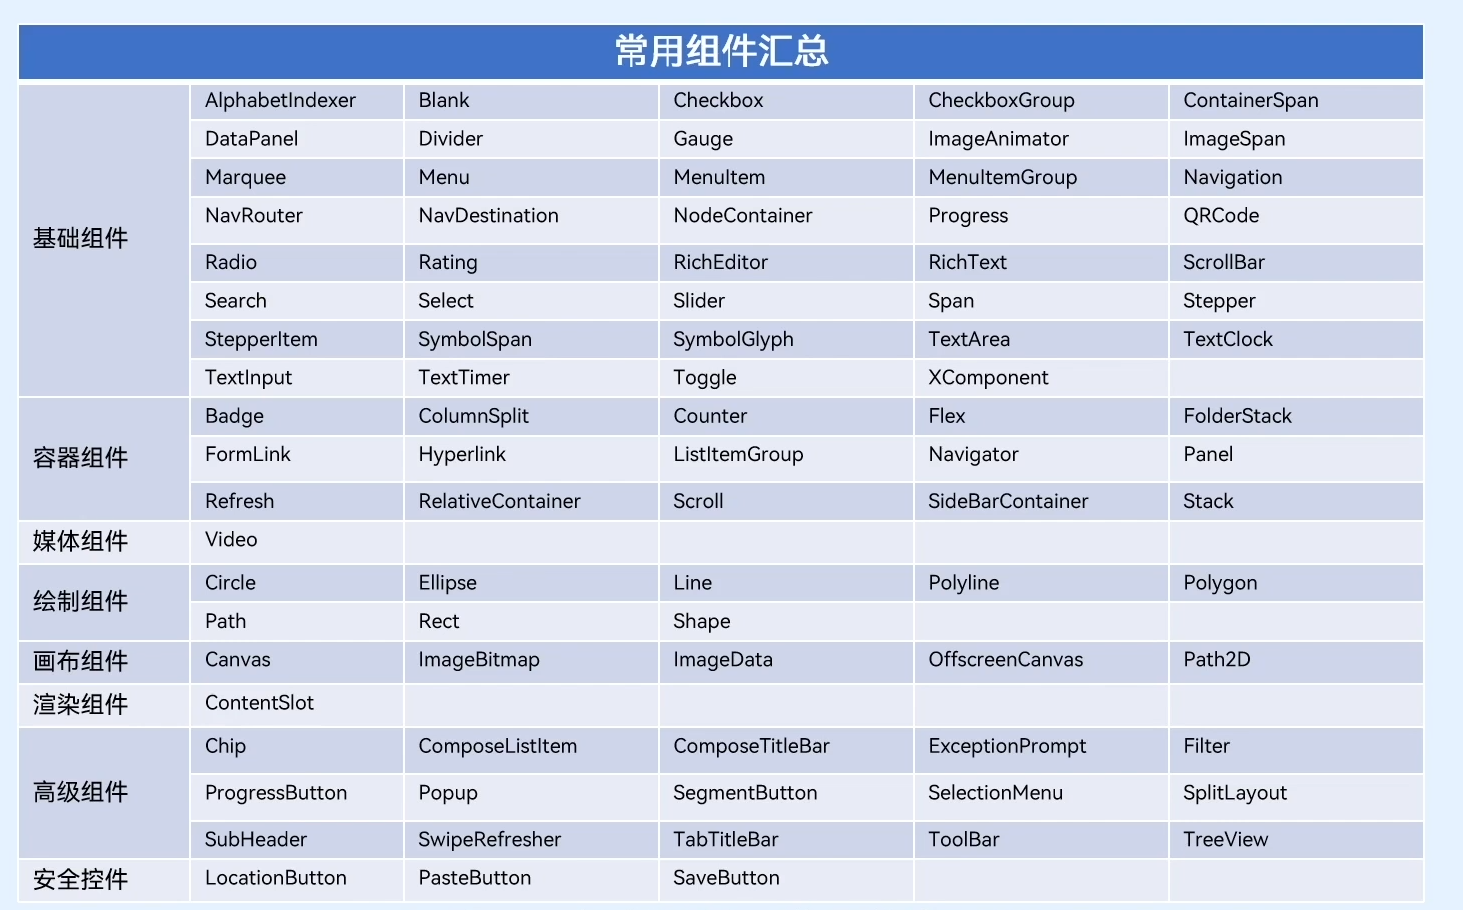 常用组件汇总
基础组件
AlphabetIndexer Blank Checkbox CheckboxGroup ContainerSpan
DataPanel Divider Gauge ImageAnimator ImageSpan
Marquee Menu MenuItem MenuItemGroup Navigation
NavRouter NavDestination NodeContainer Progress QRCode
Radio Rating RichEditor RichText ScrollBar
Search Select Slider Span Stepper
StepperItem SymbolSpan SymbolGlyph TextArea TextClock
TextInput TextTimer Toggle XComponent
容器组件
Badge ColumnSplit Counter Flex FolderStack
FormLink Hyperlink ListItemGroup Navigator Panel
Refresh RelativeContainer Scroll SideBarContainer Stack
媒体组件 Video
绘制组件
Circle Ellipse Line Polyline Polygon
Path Rect Shape
画布组件 Canvas ImageBitmap ImageData OffscreenCanvas Path2D
渲染组件 ContentSlot
高级组件
Chip ComposeListItem ComposeTitleBar ExceptionPrompt Filter
ProgressButton Popup SegmentButton SelectionMenu SplitLayout
SubHeader SwipeRefresher TabTitleBar ToolBar TreeView
安全控件 LocationButton PasteButton SaveButton